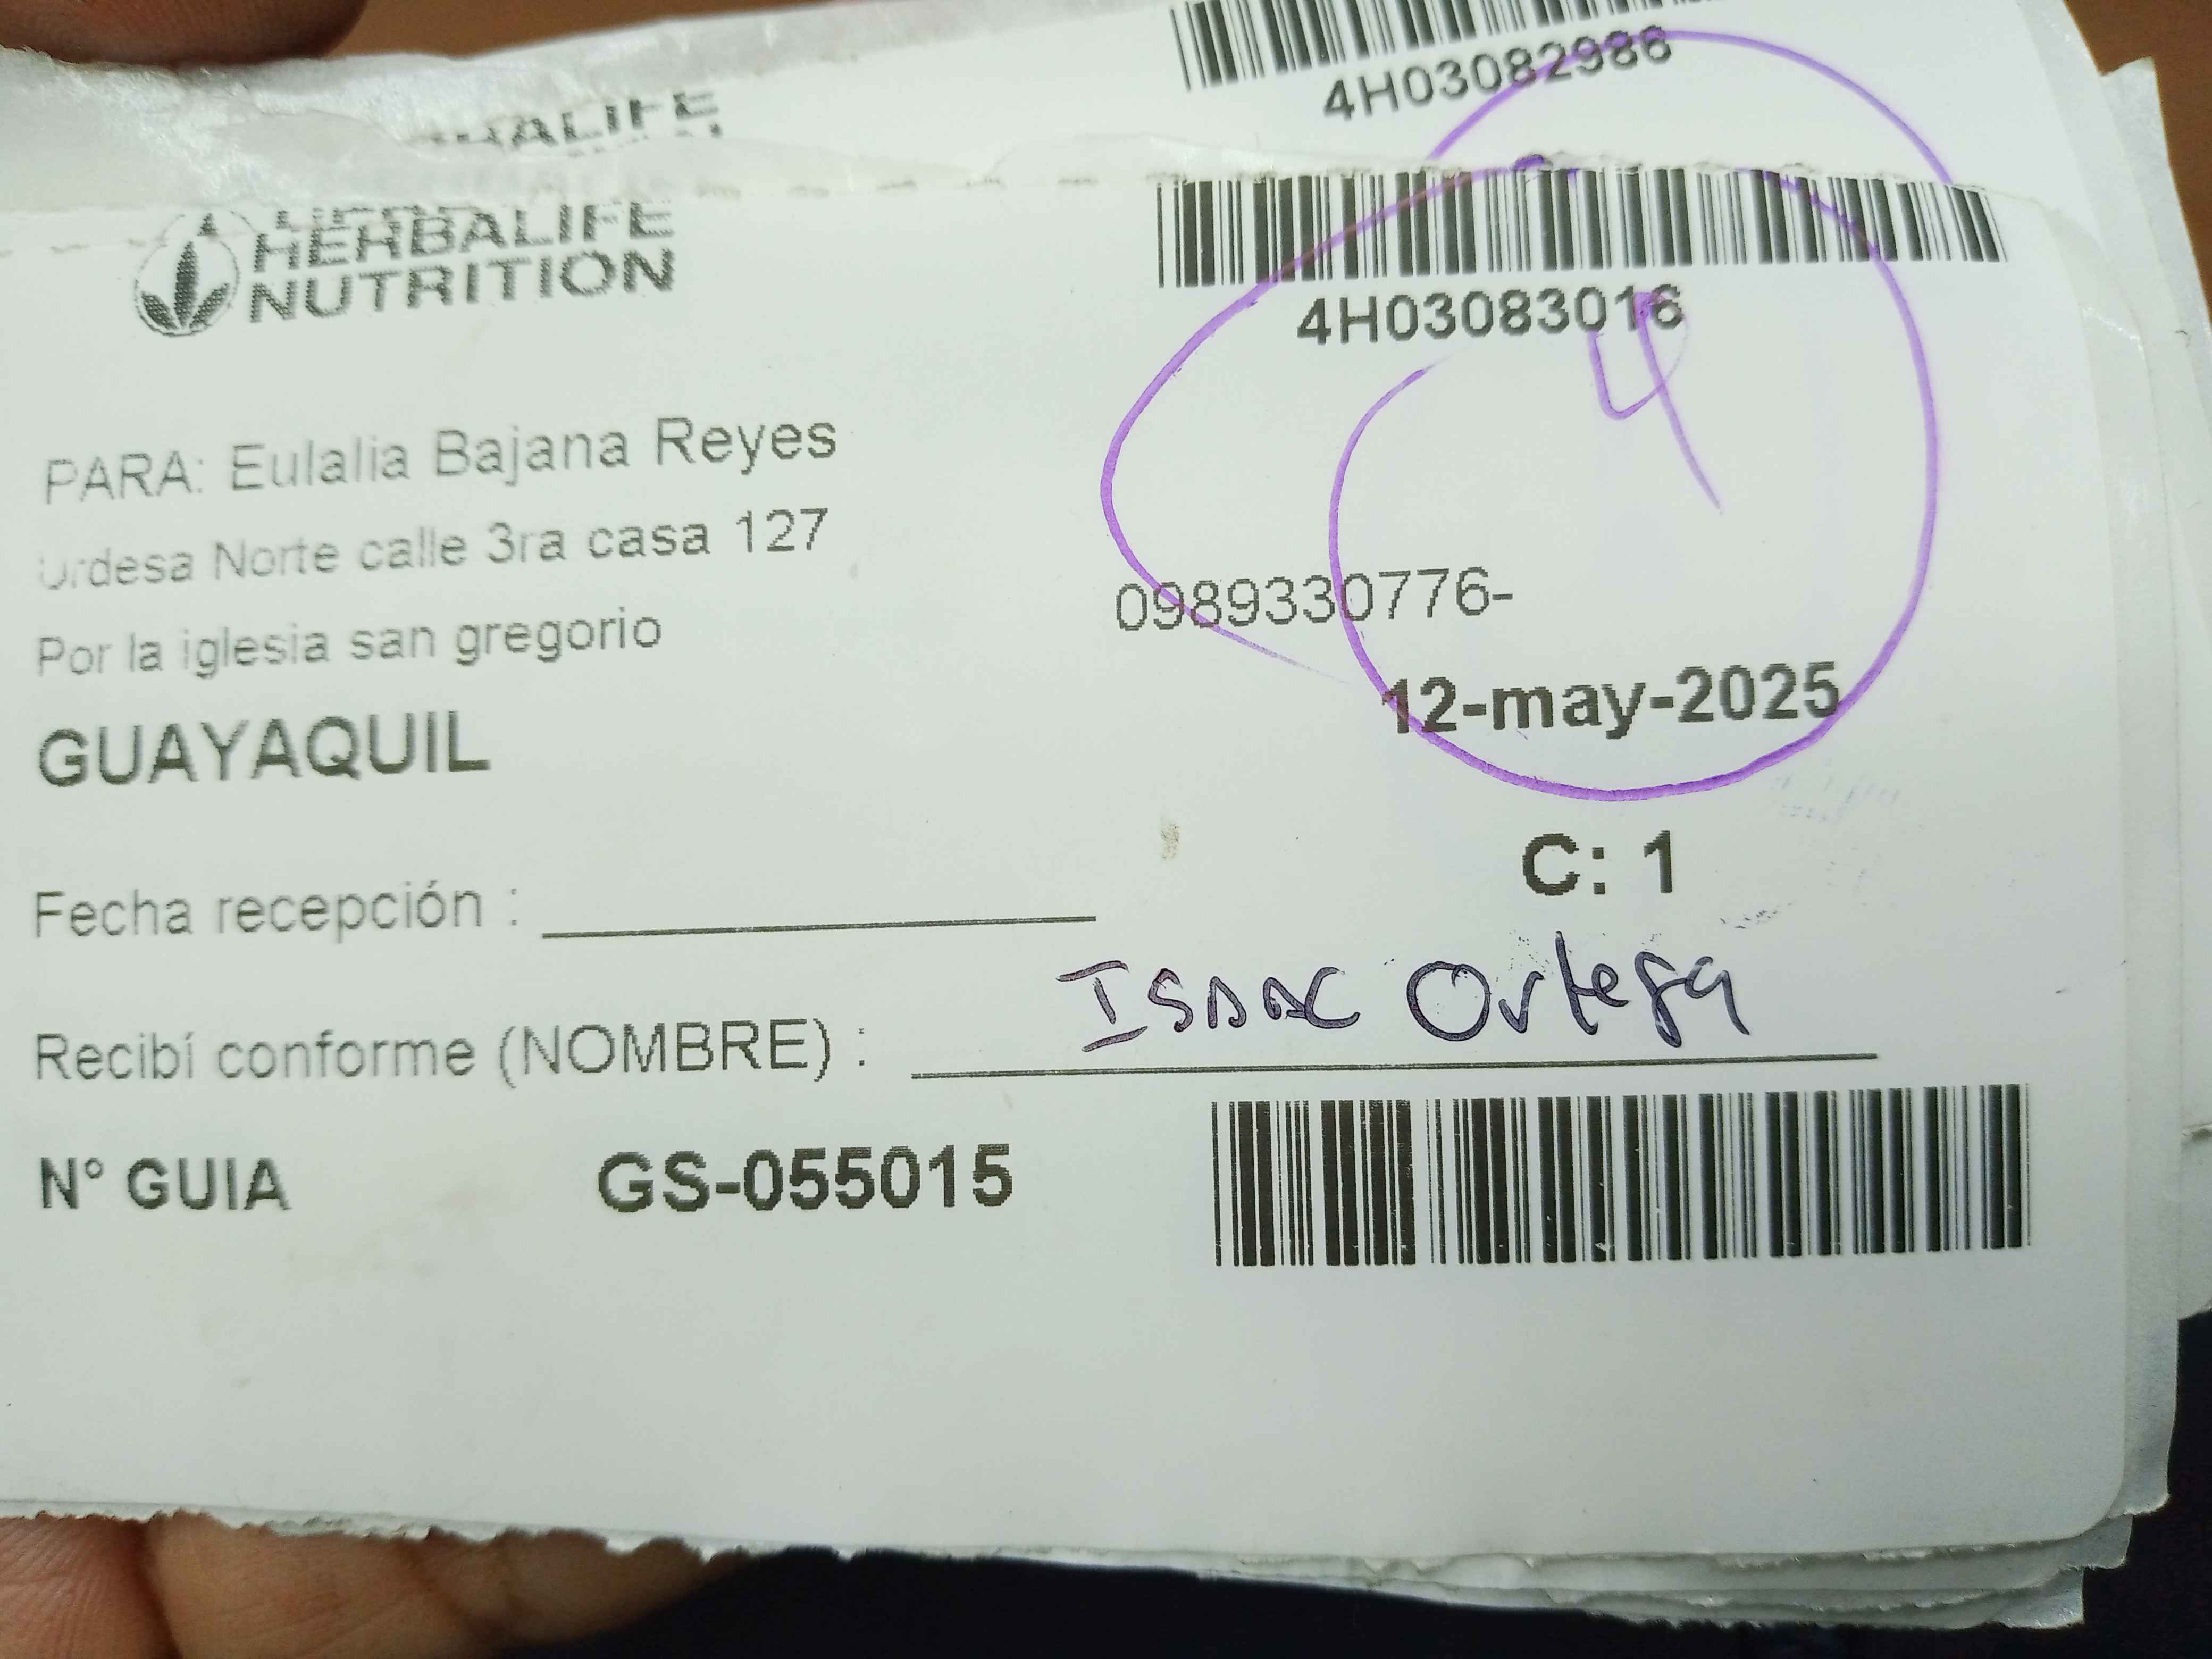 4H03082986
HERBALIFE
NUTRITION
4H03083016
4
PARA: Eulalia Bajana Reyes
Urdesa Norte calle 3ra casa 127
Por la iglesia san gregorio
0989330776-
GUAYAQUIL
12-may-2025
C: 1
Fecha recepción :
Recibí conforme (NOMBRE) : Isaac Ortega
N° GUIA GS-055015